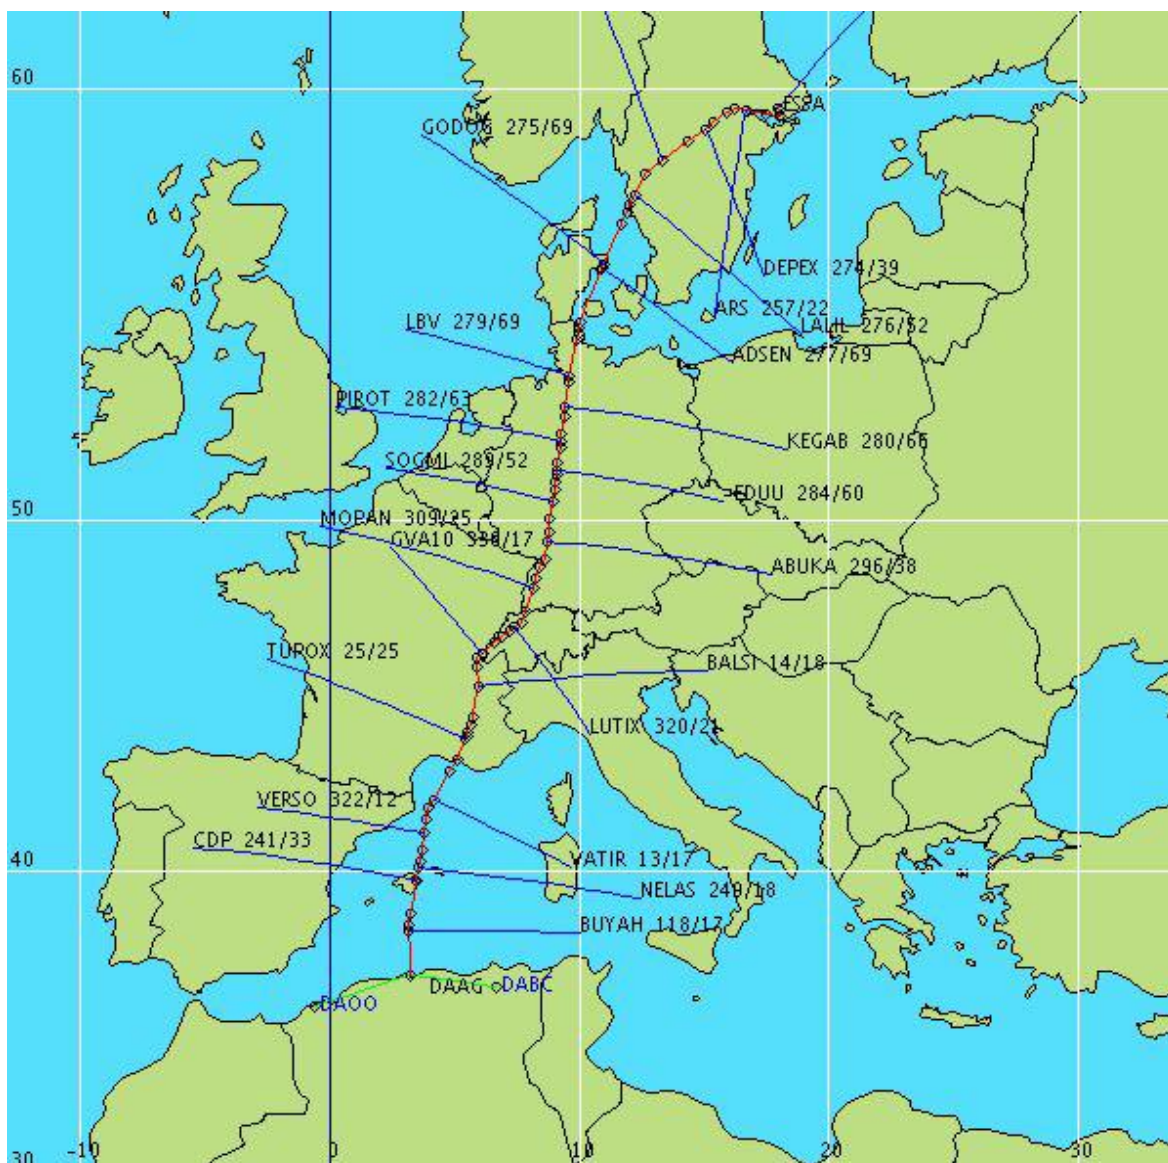 60
ESSA
GODOG 275/69
DEPEX 274/39
ARS 257/22
LBV 279/69
LALIL 276/52
ADSEN 277/69
PIROT 282/63
KEGAB 280/66
SOGMI 289/52
EDUU 284/60
50
MOPAN 309/25
GVA10 336/17
ABUKA 296/38
TUPOX 25/25
BALSI 14/18
LUTIX 320/21
VERSO 322/12
CDP 241/33
40
VATIR 13/17
NELAS 249/18
BUYAH 118/17
DAAG
DABC
DAOO
30
-10
0
10
20
30